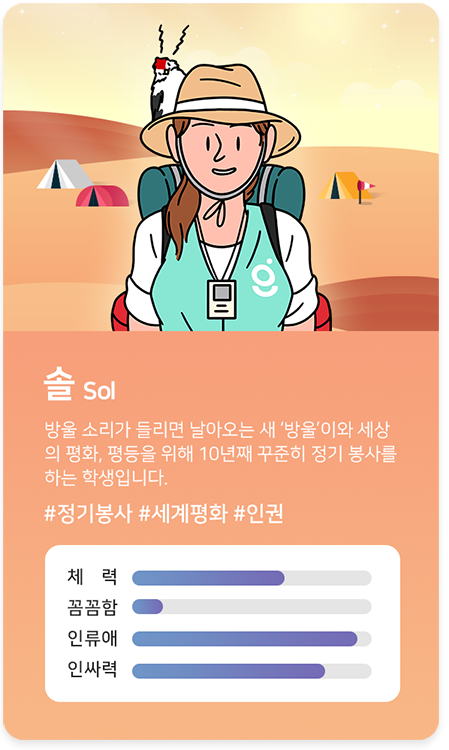 솔 Sol
방울 소리가 들리면 날아오는 새 ‘방울’이와 세상
의 평화, 평등을 위해 10년째 꾸준히 정기 봉사를
하는 학생입니다.
#정기봉사 #세계평화 #인권
체 력
꼼꼼함
인류애
인싸력